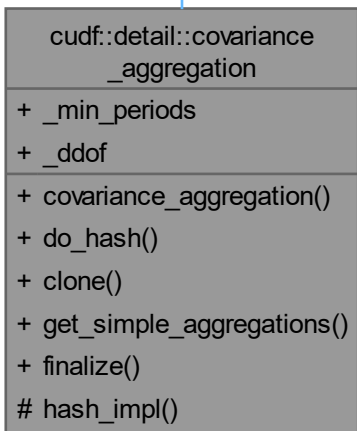 cudf::detail::covariance
_aggregation
+ _min_periods
+ _ddof
+ covariance_aggregation()
+ do_hash()
+ clone()
+ get_simple_aggregations()
+ finalize()
# hash_impl()